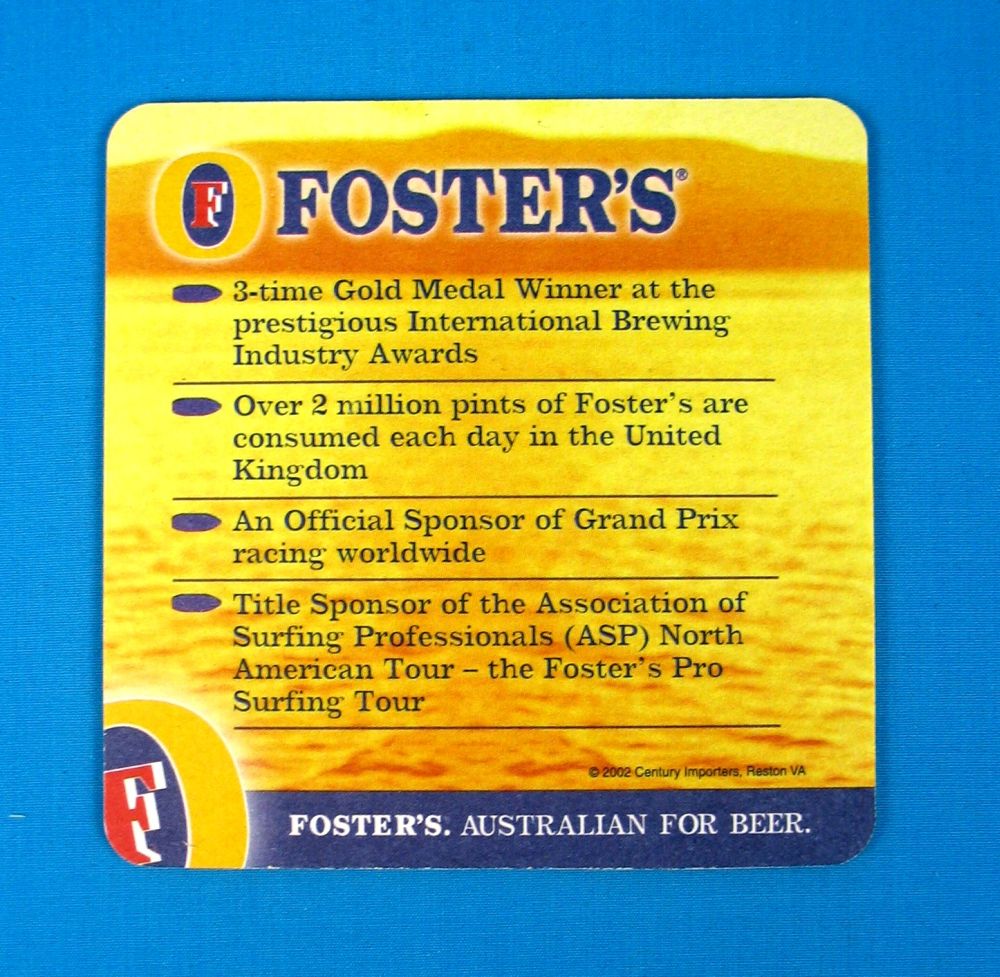 F FOSTER'S®
3-time Gold Medal Winner at the
prestigious International Brewing
Industry Awards
Over 2 million pints of Foster's are
consumed each day in the United
Kingdom
An Official Sponsor of Grand Prix
racing worldwide
Title Sponsor of the Association of
Surfing Professionals (ASP) North
American Tour – the Foster's Pro
Surfing Tour
© 2002 Century Importers, Reston VA
F
FOSTER'S. AUSTRALIAN FOR BEER.